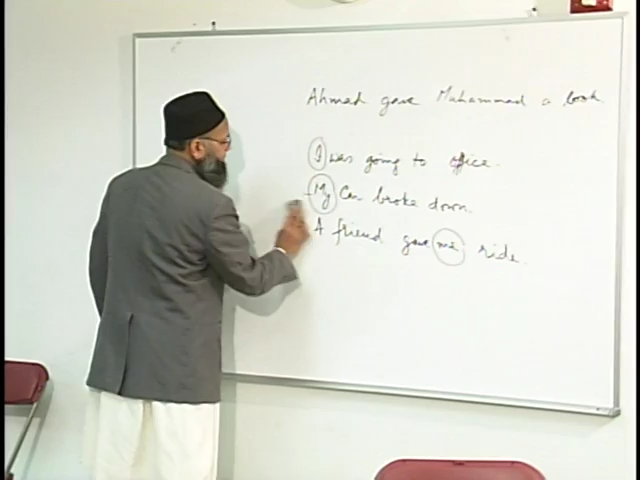 Ahmad gave Muhammad a book.
I was going to office.
My Car broke down.
A friend gave me ride.